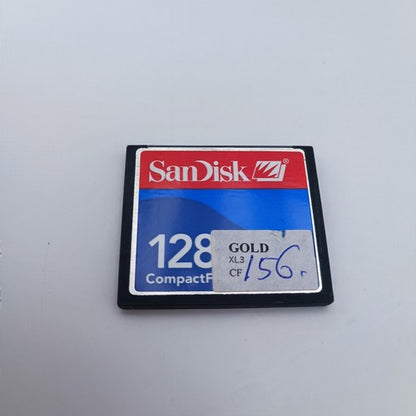 SanDisk ®
128
CompactF
GOLD
XL3
CF 156.